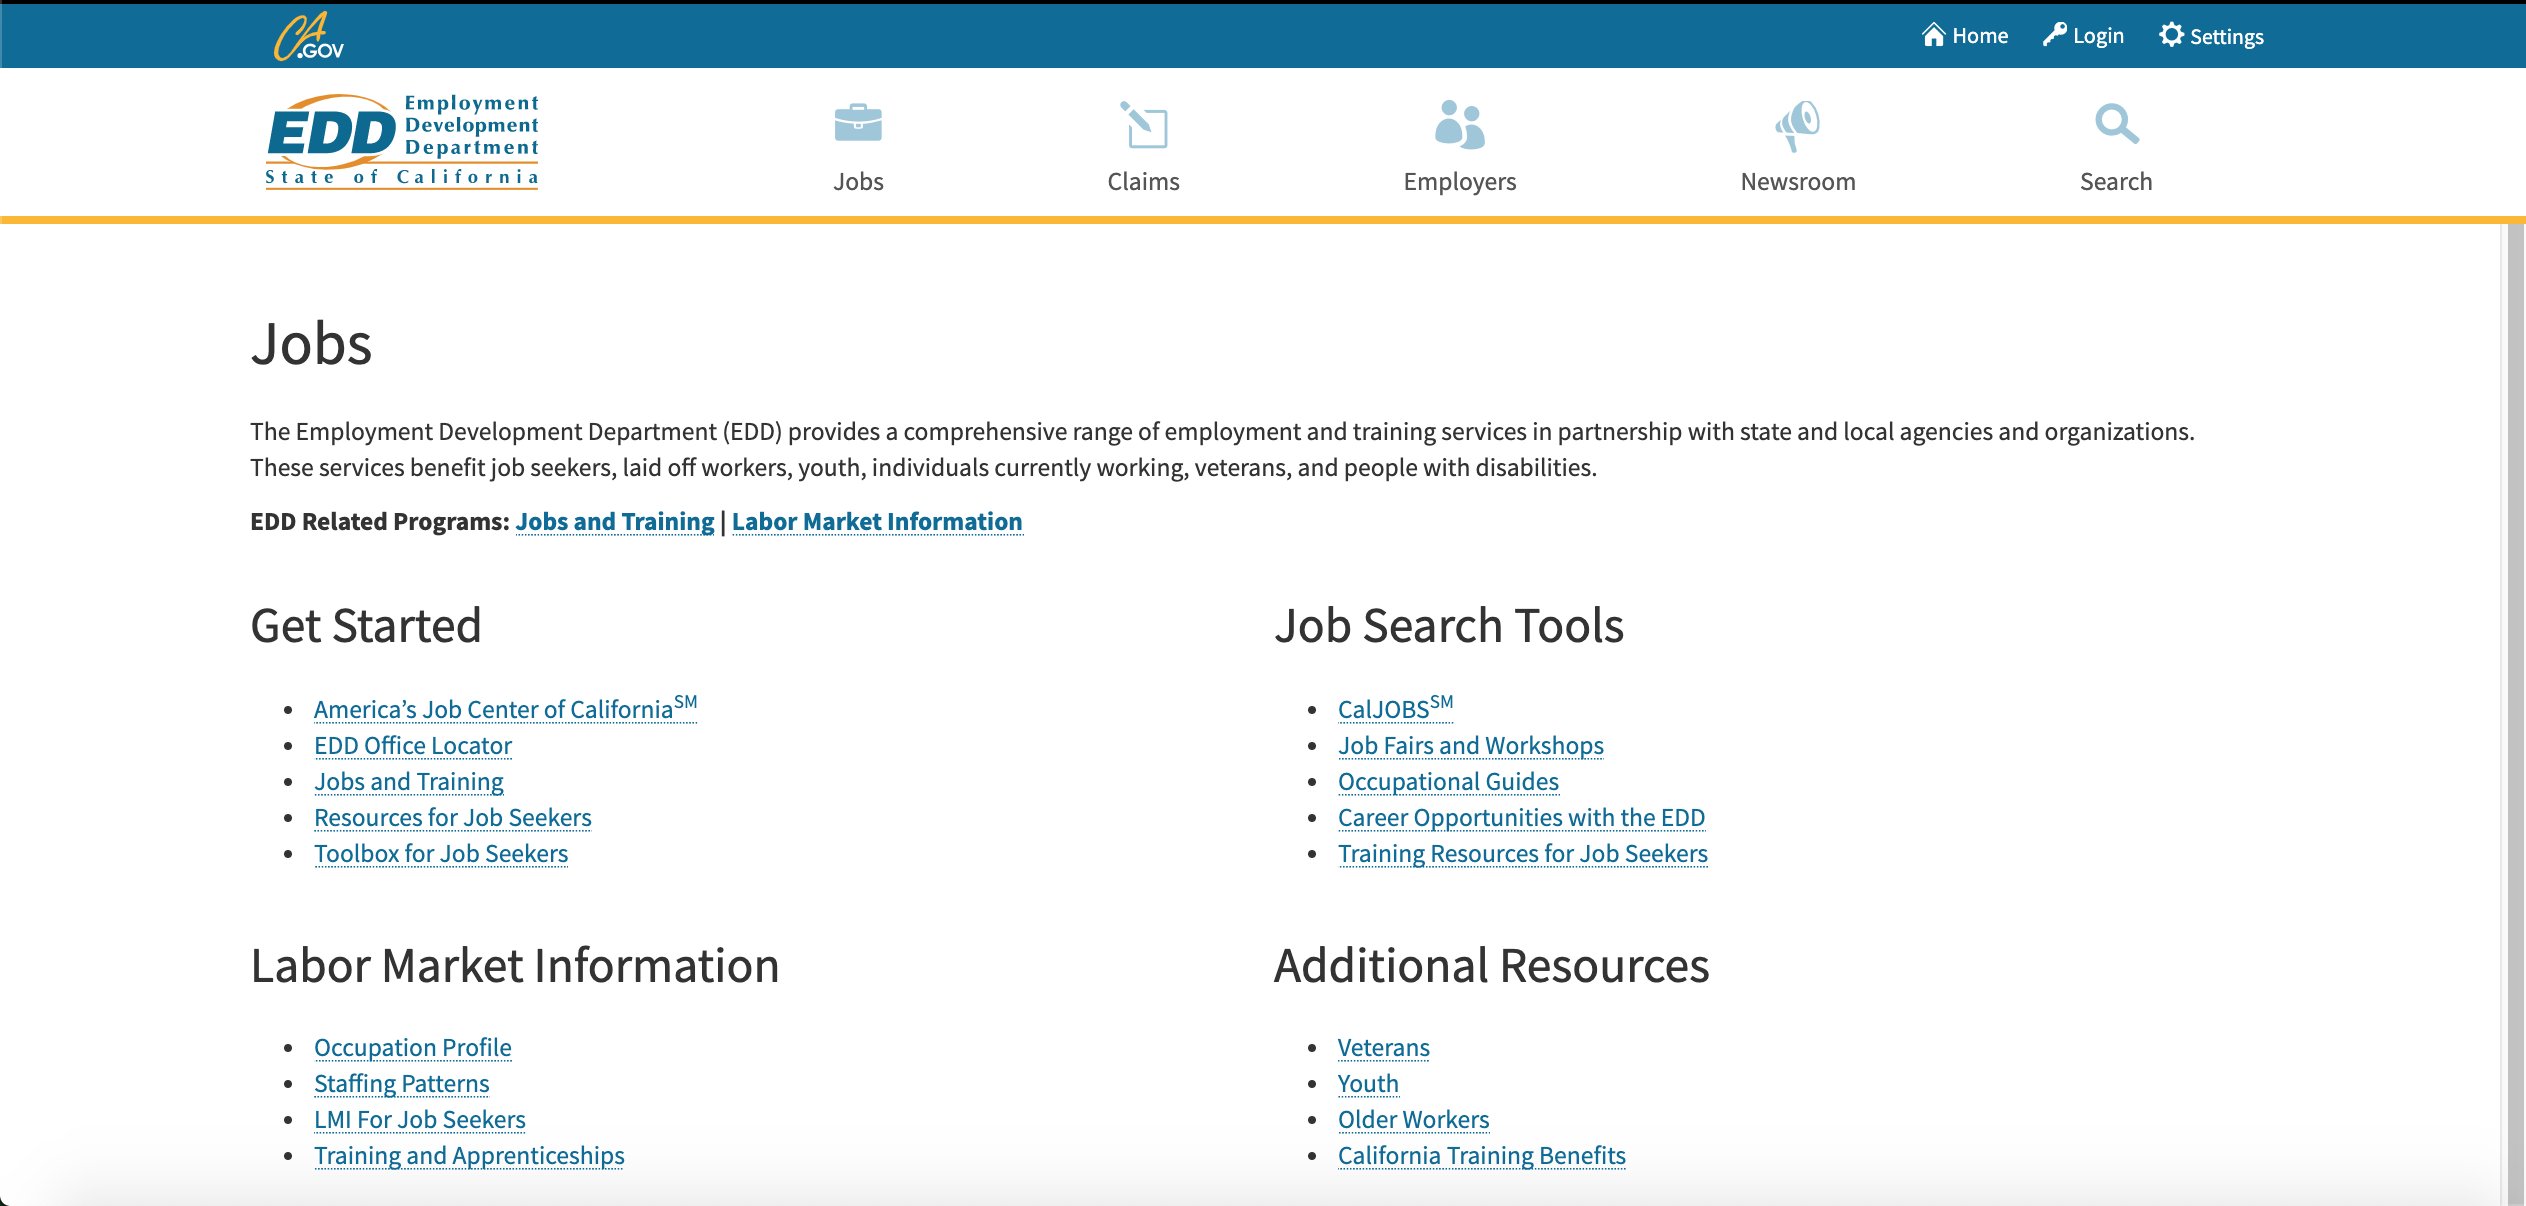 CA.GOV
Home
Login
Settings
EDD
Employment
Development
Department
State of California
Jobs
Claims
Employers
Newsroom
Search
Jobs
The Employment Development Department (EDD) provides a comprehensive range of employment and training services in partnership with state and local agencies and organizations.
These services benefit job seekers, laid off workers, youth, individuals currently working, veterans, and people with disabilities.
EDD Related Programs: Jobs and Training | Labor Market Information
Get Started
America’s Job Center of CaliforniaSM
EDD Office Locator
Jobs and Training
Resources for Job Seekers
Toolbox for Job Seekers
Job Search Tools
CalJOBSSM
Job Fairs and Workshops
Occupational Guides
Career Opportunities with the EDD
Training Resources for Job Seekers
Labor Market Information
Occupation Profile
Staffing Patterns
LMI For Job Seekers
Training and Apprenticeships
Additional Resources
Veterans
Youth
Older Workers
California Training Benefits